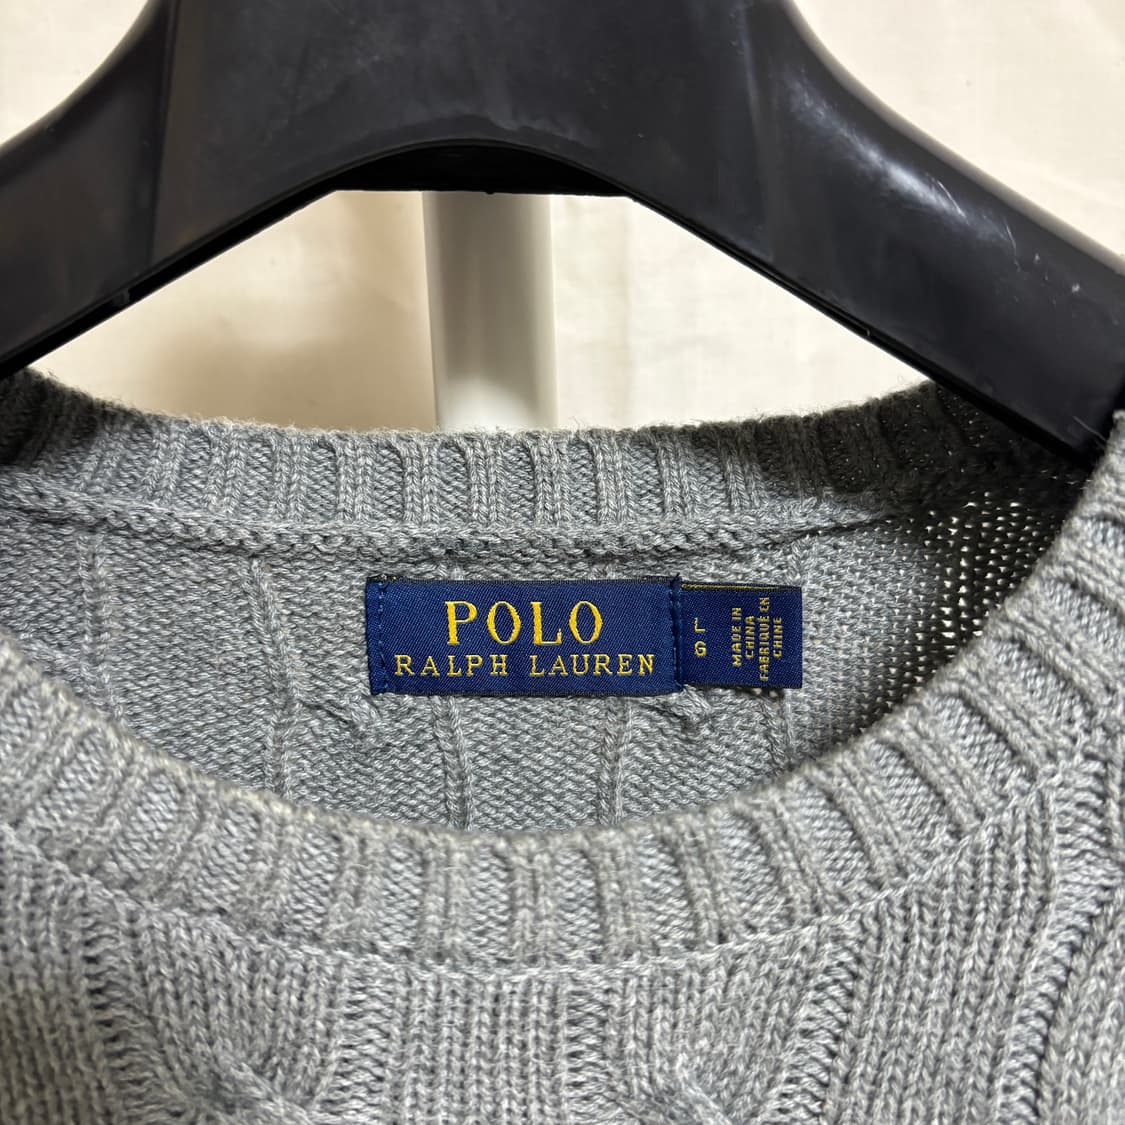 POLO
RALPH LAUREN
L
G
MADE IN
CHINA
FABRIQUÉ EN
CHINE